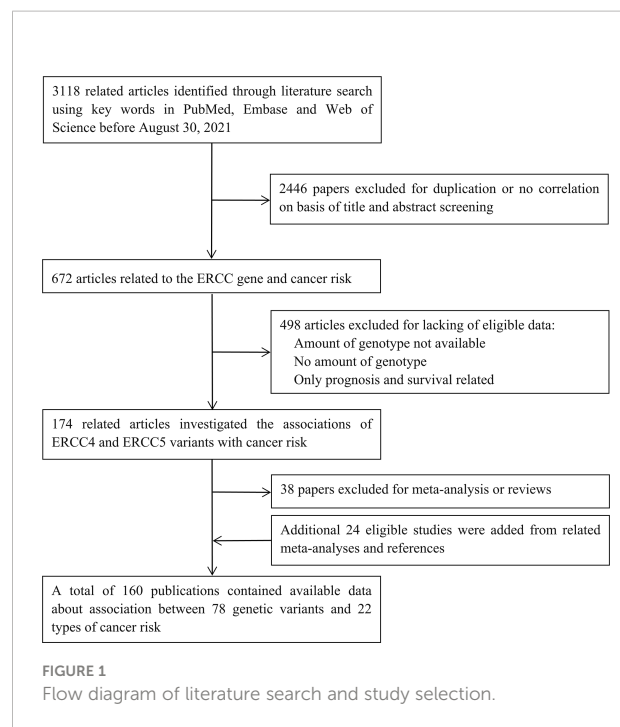 3118 related articles identified through literature search
using key words in PubMed, Embase and Web of
Science before August 30, 2021
2446 papers excluded for duplication or no correlation
on basis of title and abstract screening
672 articles related to the ERCC gene and cancer risk
498 articles excluded for lacking of eligible data:
Amount of genotype not available
No amount of genotype
Only prognosis and survival related
174 related articles investigated the associations of
ERCC4 and ERCC5 variants with cancer risk
38 papers excluded for meta-analysis or reviews
Additional 24 eligible studies were added from related
meta-analyses and references
A total of 160 publications contained available data
about association between 78 genetic variants and 22
types of cancer risk
FIGURE 1
Flow diagram of literature search and study selection.